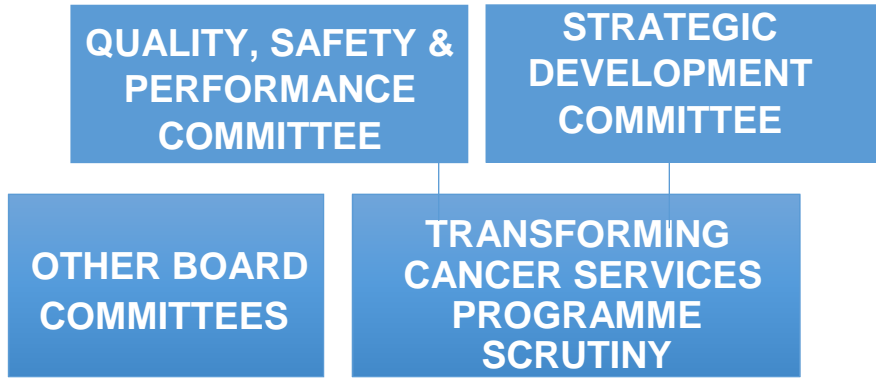 QUALITY, SAFETY &
PERFORMANCE
COMMITTEE
STRATEGIC
DEVELOPMENT
COMMITTEE
OTHER BOARD
COMMITTEES
TRANSFORMING
CANCER SERVICES
PROGRAMME
SCRUTINY